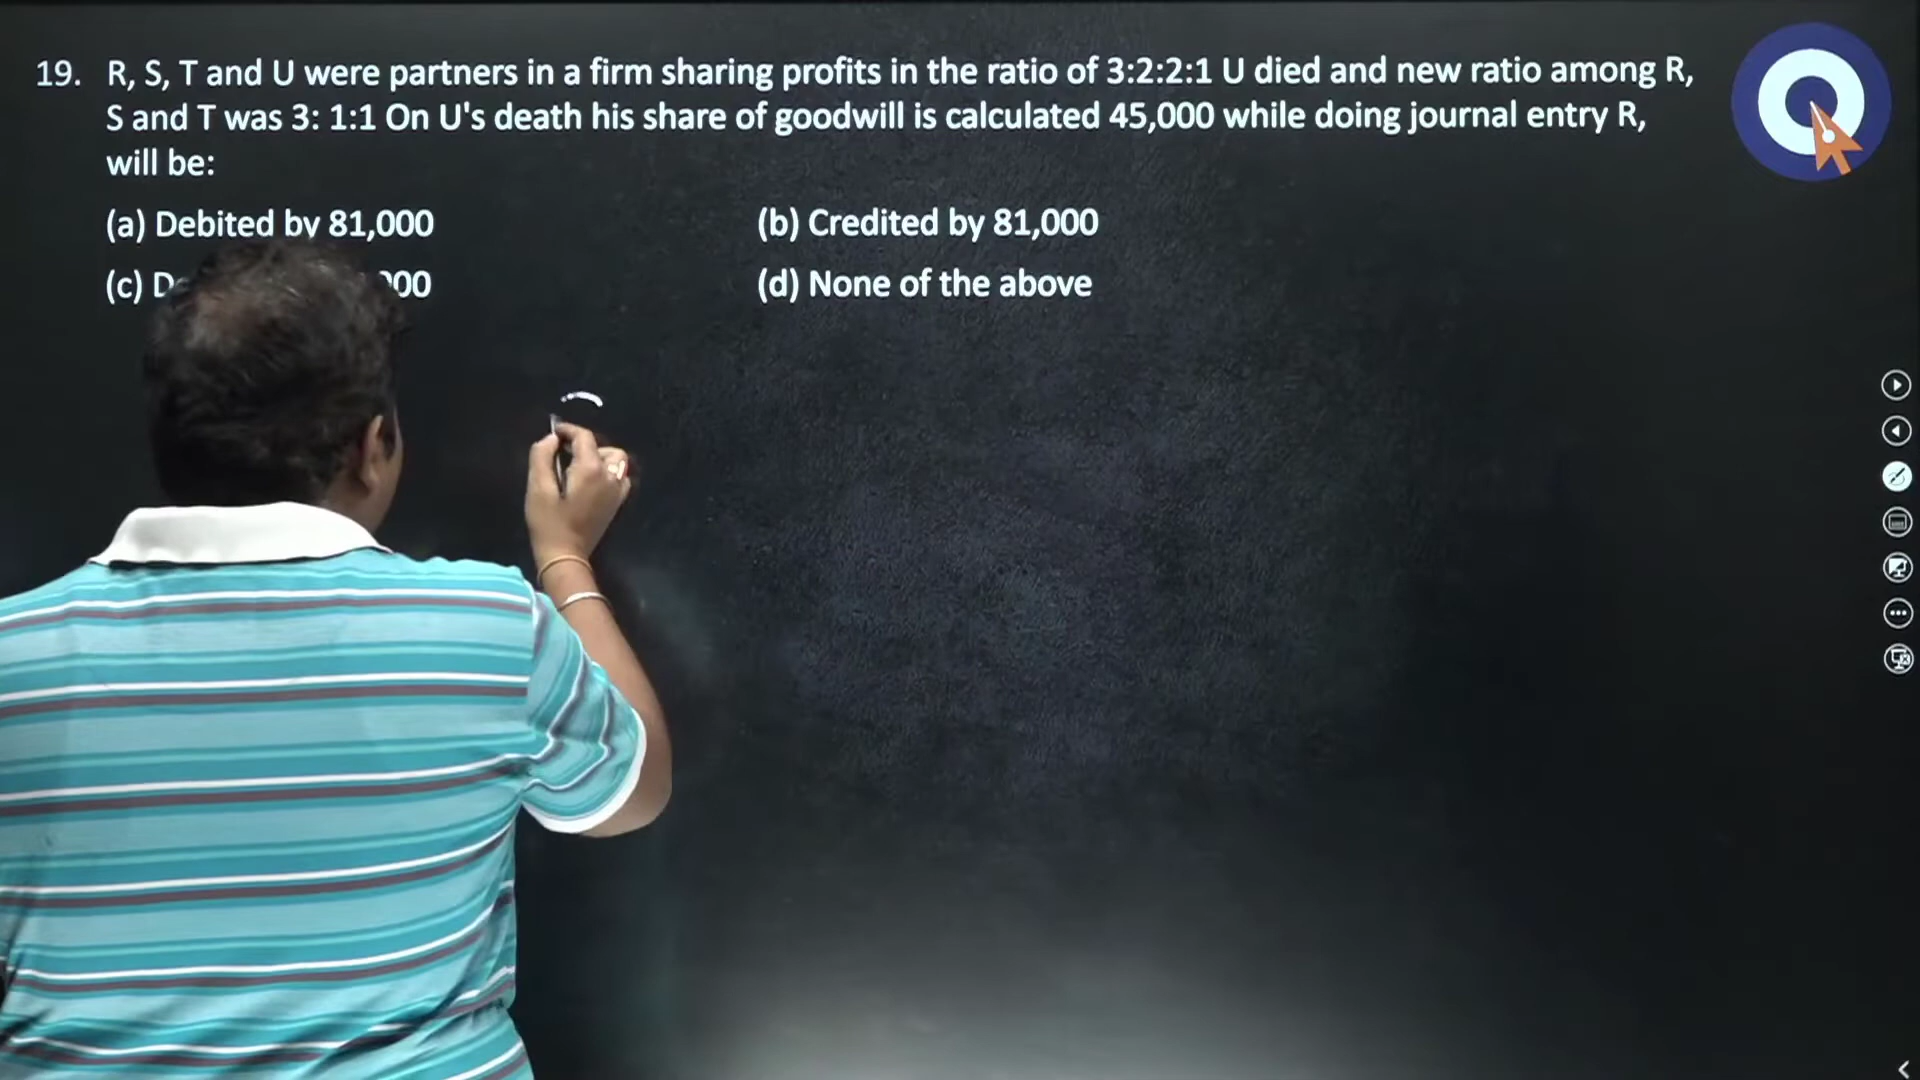 19. R, S, T and U were partners in a firm sharing profits in the ratio of 3:2:2:1 U died and new ratio among R,
S and T was 3: 1:1 On U's death his share of goodwill is calculated 45,000 while doing journal entry R,
will be:
(a) Debited by 81,000 (b) Credited by 81,000
(c) (d) None of the above